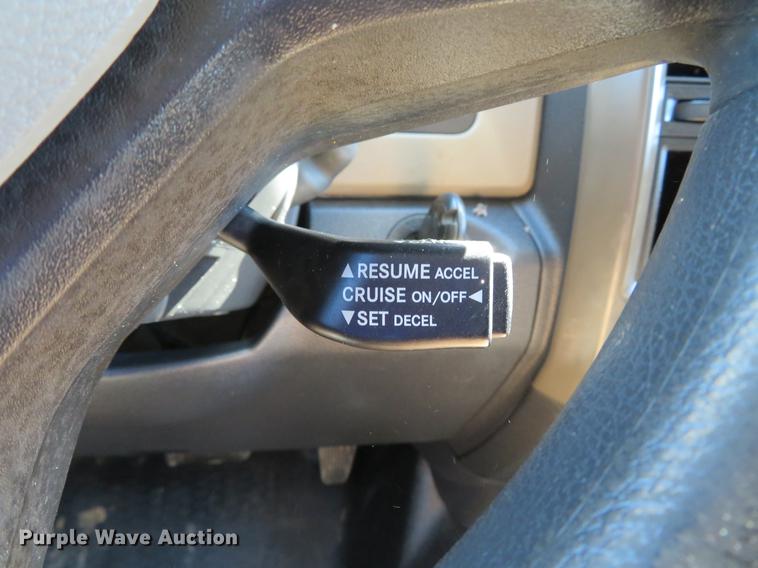 ▲RESUME ACCEL
CRUISE ON/OFF◄
▼SET DECEL
Purple Wave Auction